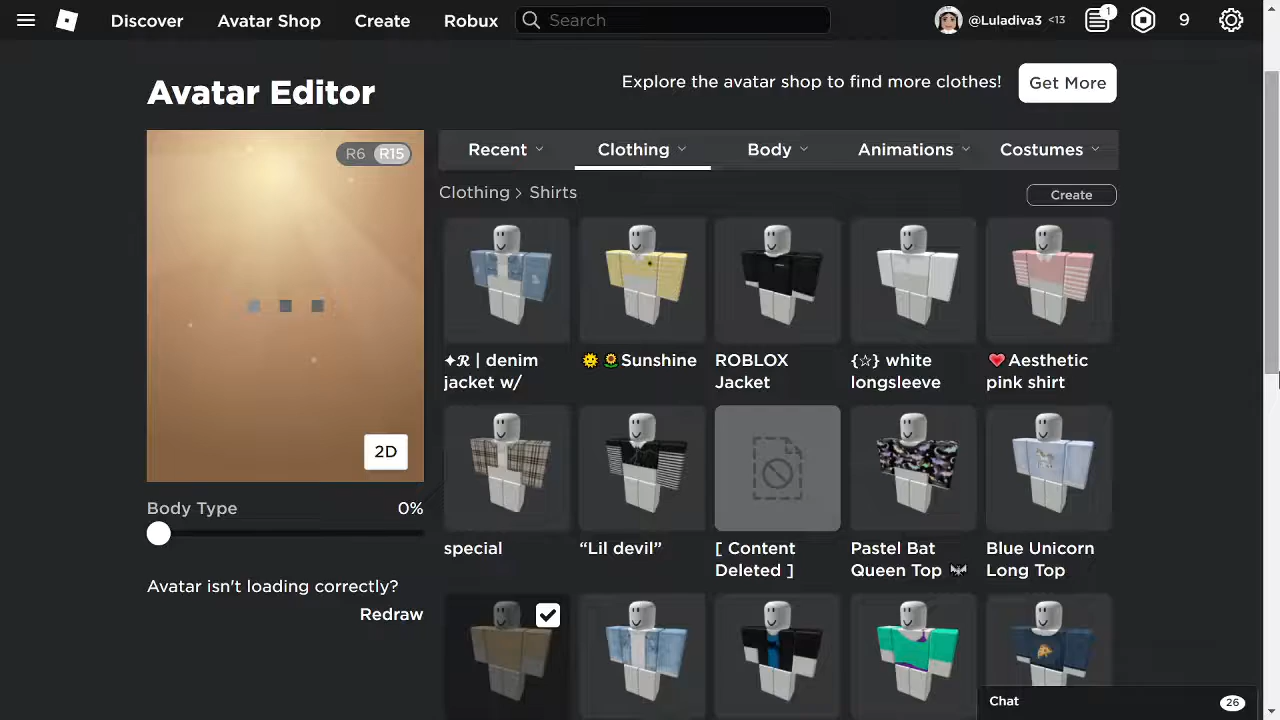 Discover
Avatar Shop
Create
Robux
Search
@Luladiva3 <13
1
9
Avatar Editor
Explore the avatar shop to find more clothes!
Get More
R6 R15
Recent
Clothing
Body
Animations
Costumes
Clothing > Shirts
Create
2D
Body Type
0%
Avatar isn't loading correctly?
Redraw
✦ℛ | denim
jacket w/
🌞🌻Sunshine
ROBLOX
Jacket
{☆} white
longsleeve
❤️Aesthetic
pink shirt
special
“Lil devil”
[ Content
Deleted ]
Pastel Bat
Queen Top 🦇
Blue Unicorn
Long Top
Chat
26